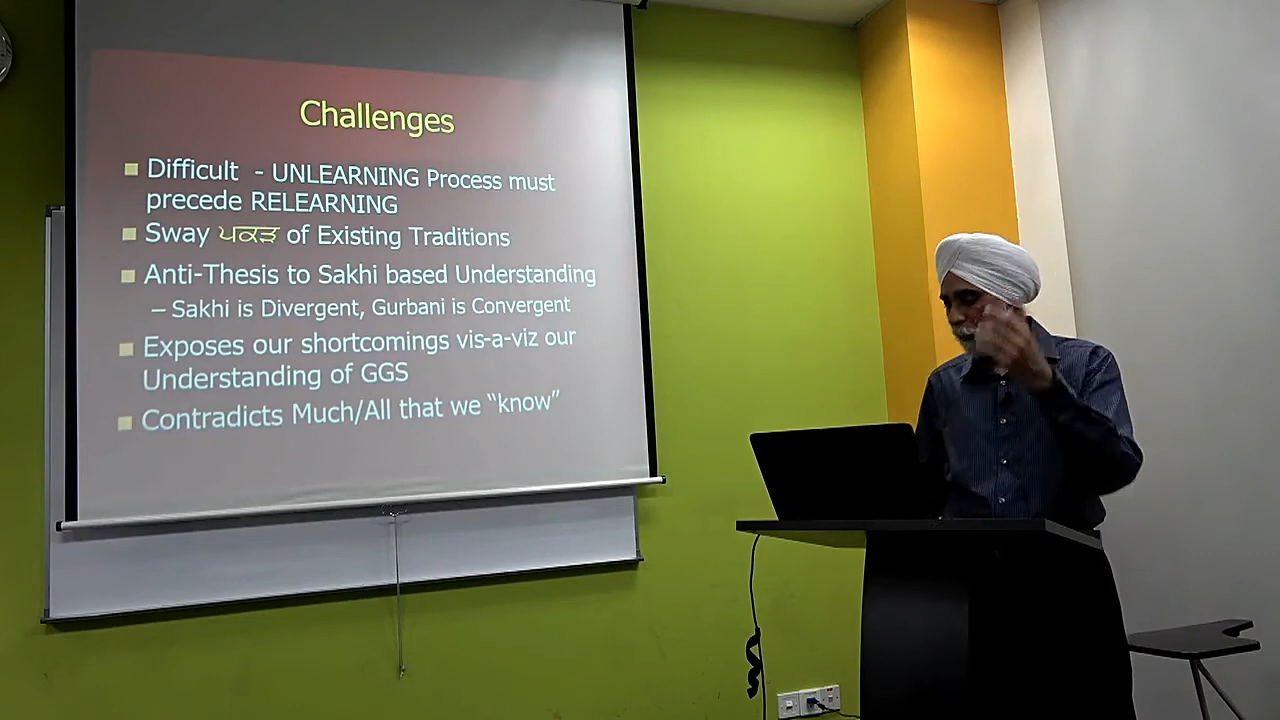 Challenges
Difficult - UNLEARNING Process must
precede RELEARNING
Sway ਪਕੜ of Existing Traditions
Anti-Thesis to Sakhi based Understanding
– Sakhi is Divergent, Gurbani is Convergent
Exposes our shortcomings vis-a-viz our
Understanding of GGS
Contradicts Much/All that we “know”